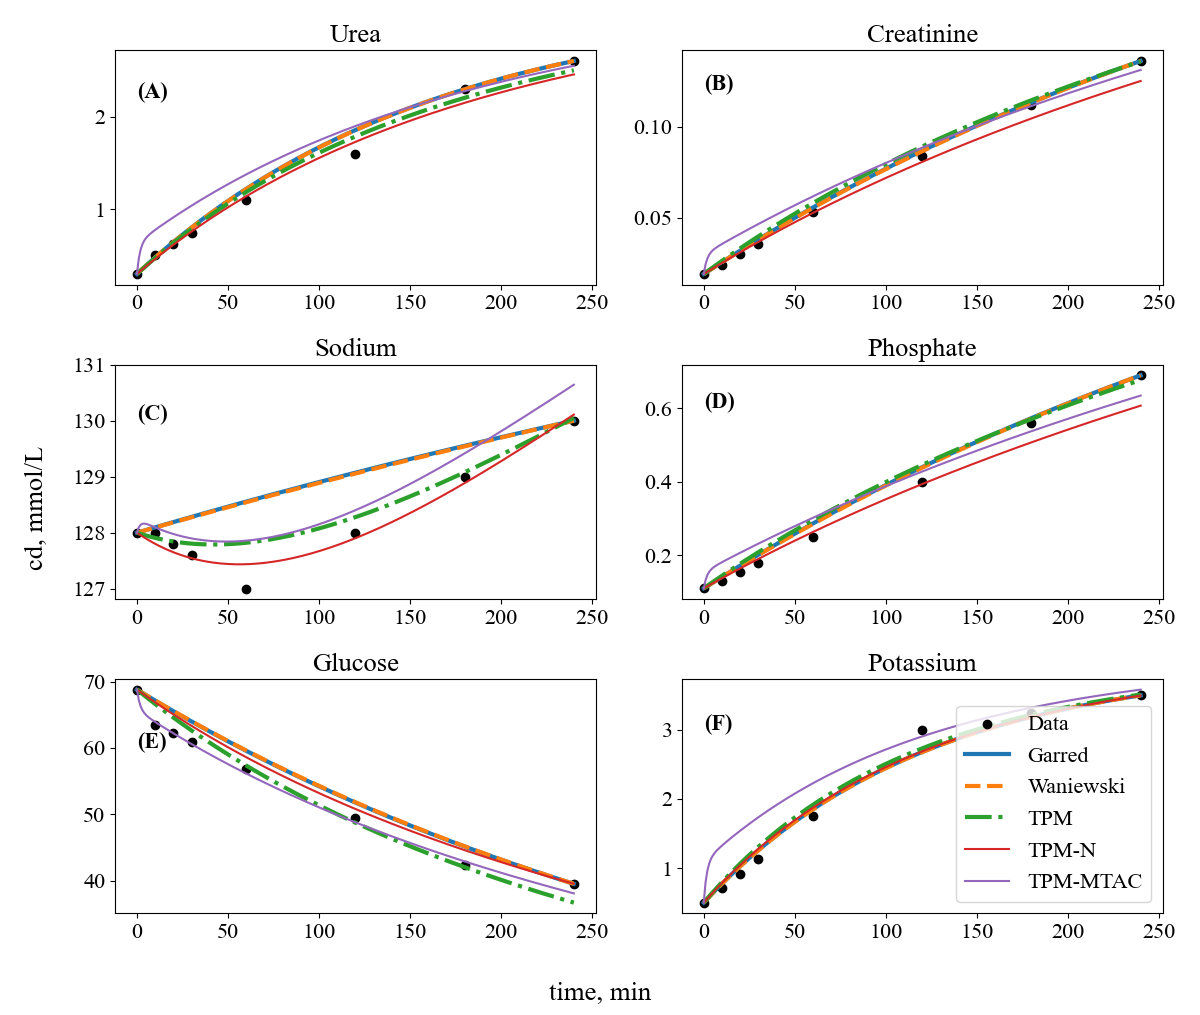 Urea
Creatinine
(A)
(B)
2
1
0.10
0.05
0 50 100 150 200 250
0 50 100 150 200 250
Sodium
Phosphate
(C)
(D)
131
130
129
128
127
0.6
0.4
0.2
0 50 100 150 200 250
0 50 100 150 200 250
cd, mmol/L
Glucose
Potassium
(E)
(F)
70
60
50
40
3
2
1
Data
Garred
Waniewski
TPM
TPM-N
TPM-MTAC
0 50 100 150 200 250
0 50 100 150 200 250
time, min